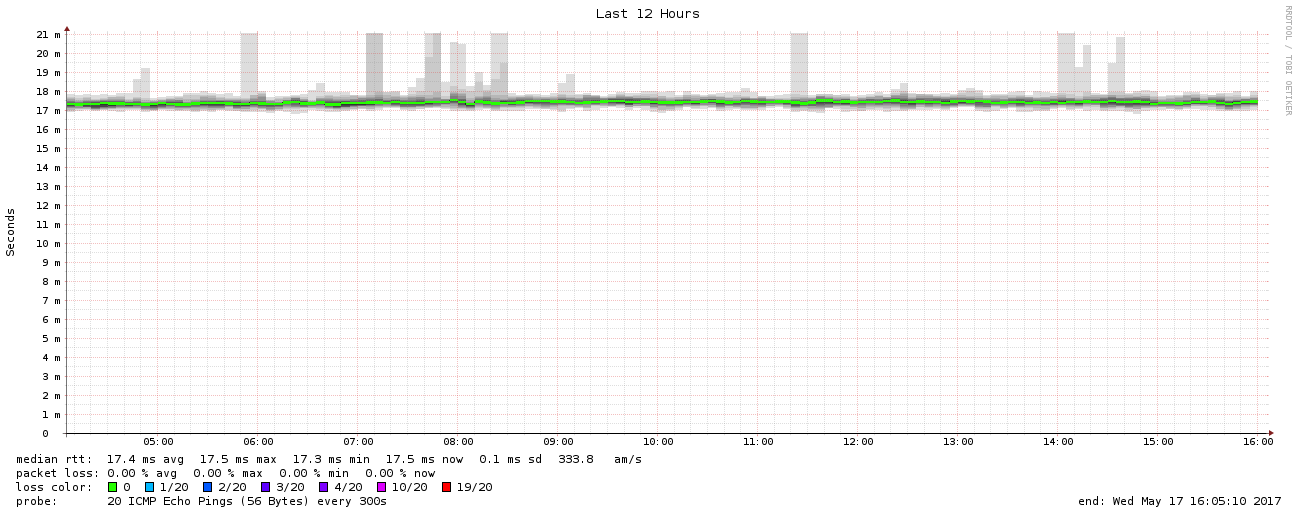 Last 12 Hours
RRDTOOL / TOBI OETIKER
Seconds
21 m
20 m
19 m
18 m
17 m
16 m
15 m
14 m
13 m
12 m
11 m
10 m
9 m
8 m
7 m
6 m
5 m
4 m
3 m
2 m
1 m
0
05:00 06:00 07:00 08:00 09:00 10:00 11:00 12:00 13:00 14:00 15:00 16:00
median rtt: 17.4 ms avg 17.5 ms max 17.3 ms min 17.5 ms now 0.1 ms sd 333.8 am/s
packet loss: 0.00 % avg 0.00 % max 0.00 % min 0.00 % now
loss color: 0 1/20 2/20 3/20 4/20 10/20 19/20
probe: 20 ICMP Echo Pings (56 Bytes) every 300s end: Wed May 17 16:05:10 2017